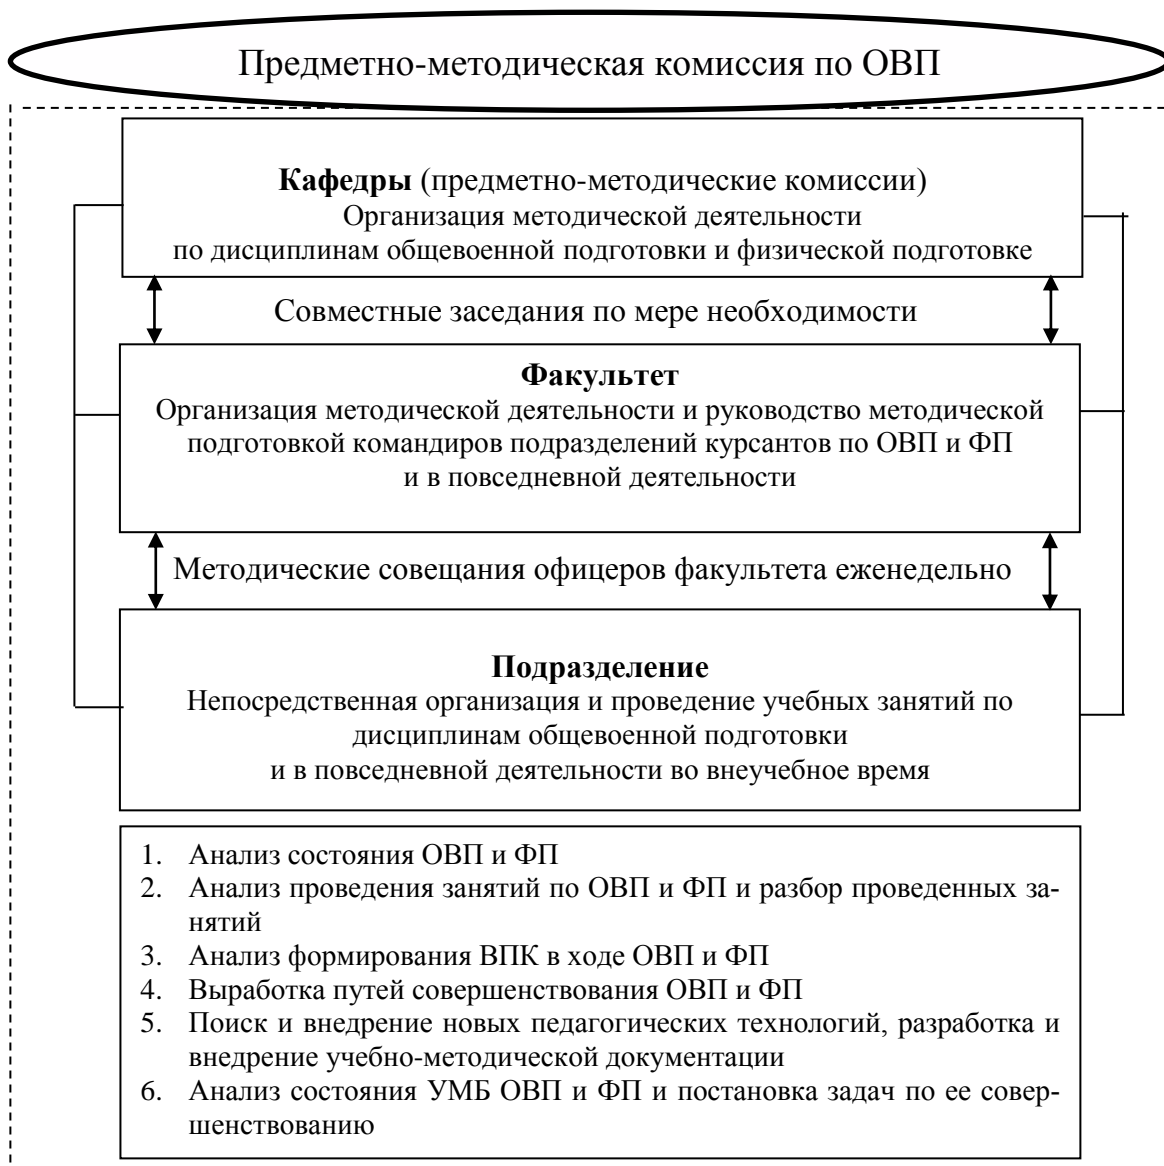 Предметно-методическая комиссия по ОВП
Кафедры (предметно-методические комиссии)
Организация методической деятельности
по дисциплинам общевоенной подготовки и физической подготовке
Совместные заседания по мере необходимости
Факультет
Организация методической деятельности и руководство методической
подготовкой командиров подразделений курсантов по ОВП и ФП
и в повседневной деятельности
Методические совещания офицеров факультета еженедельно
Подразделение
Непосредственная организация и проведение учебных занятий по
дисциплинам общевоенной подготовки
и в повседневной деятельности во внеучебное время
1. Анализ состояния ОВП и ФП
2. Анализ проведения занятий по ОВП и ФП и разбор проведенных за-
нятий
3. Анализ формирования ВПК в ходе ОВП и ФП
4. Выработка путей совершенствования ОВП и ФП
5. Поиск и внедрение новых педагогических технологий, разработка и
внедрение учебно-методической документации
6. Анализ состояния УМБ ОВП и ФП и постановка задач по ее совер-
шенствованию